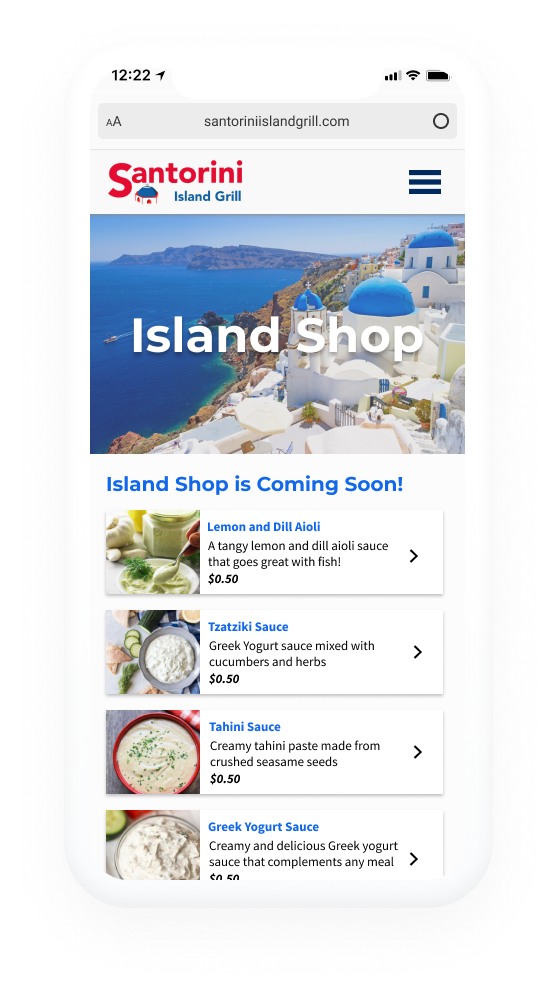 12:22
AA
santoriniislandgrill.com
Santorini
Island Grill
Island Shop
Island Shop is Coming Soon!
Lemon and Dill Aioli
A tangy lemon and dill aioli sauce
that goes great with fish!
$0.50
Tzatziki Sauce
Greek Yogurt sauce mixed with
cucumbers and herbs
$0.50
Tahini Sauce
Creamy tahini paste made from
crushed seasame seeds
$0.50
Greek Yogurt Sauce
Creamy and delicious Greek yogurt
sauce that complements any meal
$0.50